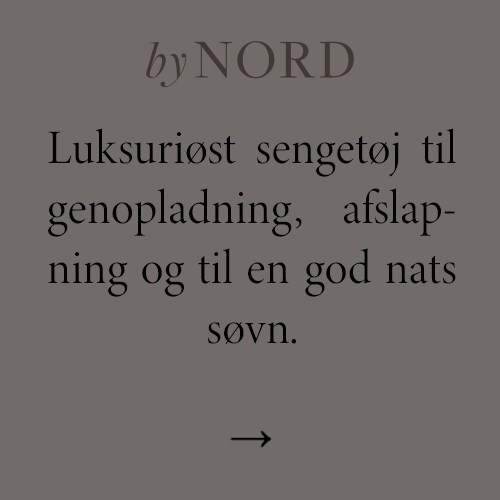 byNORD
Luksuriøst sengetøj til
genopladning, afslap-
ning og til en god nats
søvn.
→